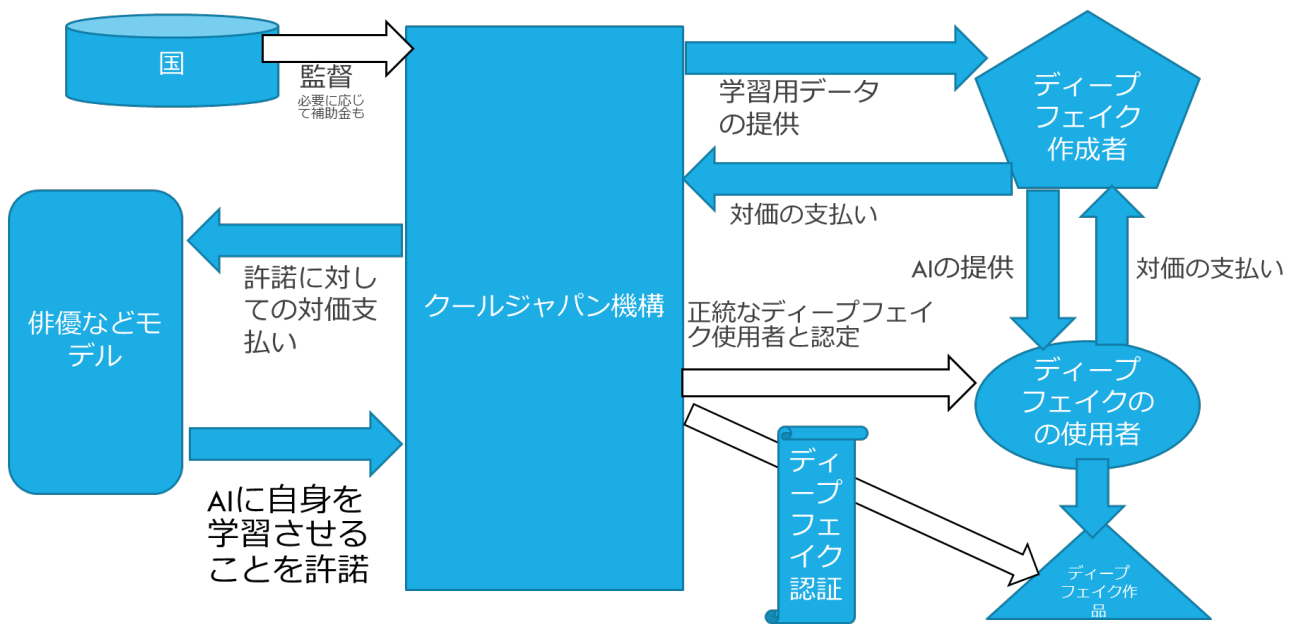 国
監督
必要に応じ
て補助金も
学習用データ
の提供
ディープ
フェイク
作成者
対価の支払い
AIの提供
対価の支払い
許諾に対し
ての対価支
払い
クールジャパン機構
正統なディープフェイ
ク使用者と認定
俳優などモ
デル
ディープ
フェイクの
の使用者
AIに自身を
学習させる
ことを許諾
ディ
ープ
フェ
イク
認証
ディープ
フェイク作
品